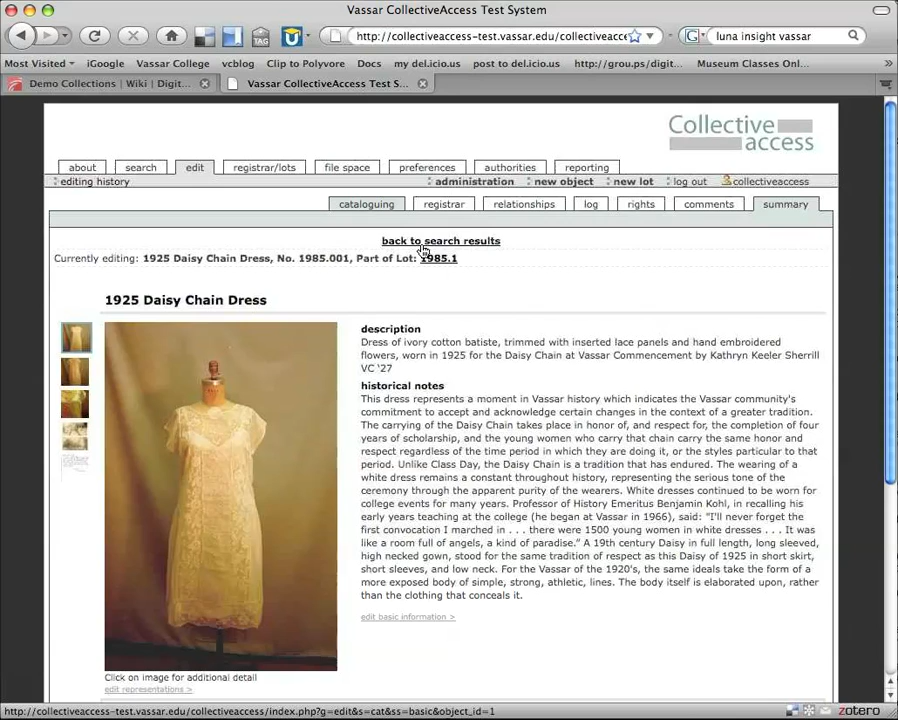 Vassar CollectiveAccess Test System
http://collectiveaccess-test.vassar.edu/collectiveacce
luna insight vassar
Most Visited iGoogle Vassar College vcblog Clip to Polyvore Docs my del.icio.us post to del.icio.us http://grou.ps/digit... Museum Classes Onl... »
Demo Collections | Wiki | Digit... Vassar CollectiveAccess Test S...
Collective
access
about search edit registrar/lots file space preferences authorities reporting
editing history administration new object new lot log out collectiveaccess
cataloguing registrar relationships log rights comments summary
back to search results
Currently editing: 1925 Daisy Chain Dress, No. 1985.001, Part of Lot: 1985.1
1925 Daisy Chain Dress
description
Dress of ivory cotton batiste, trimmed with inserted lace panels and hand embroidered
flowers, worn in 1925 for the Daisy Chain at Vassar Commencement by Kathryn Keeler Sherrill
VC '27
historical notes
This dress represents a moment in Vassar history which indicates the Vassar community's
commitment to accept and acknowledge certain changes in the context of a greater tradition.
The carrying of the Daisy Chain takes place in honor of, and respect for, the completion of four
years of scholarship, and the young women who carry that chain carry the same honor and
respect regardless of the time period in which they are doing it, or the styles particular to that
period. Unlike Class Day, the Daisy Chain is a tradition that has endured. The wearing of a
white dress remains a constant throughout history, representing the serious tone of the
ceremony through the apparent purity of the wearers. White dresses continued to be worn for
college events for many years. Professor of History Emeritus Benjamin Kohl, in recalling his
early years teaching at the college (he began at Vassar in 1966), said: "I'll never forget the
first convocation I marched in . . . there were 1500 young women in white dresses . . . It was
like a room full of angels, a kind of paradise." A 19th century Daisy in full length, long sleeved,
high necked gown, stood for the same tradition of respect as this Daisy of 1925 in short skirt,
short sleeves, and low neck. For the Vassar of the 1920's, the same ideals take the form of a
more exposed body of simple, strong, athletic, lines. The body itself is elaborated upon, rather
than the clothing that conceals it.
edit basic information >
Click on image for additional detail
edit representations >
http://collectiveaccess-test.vassar.edu/collectiveaccess/index.php?g=edit&s=cat&ss=basic&object_id=1
zotero